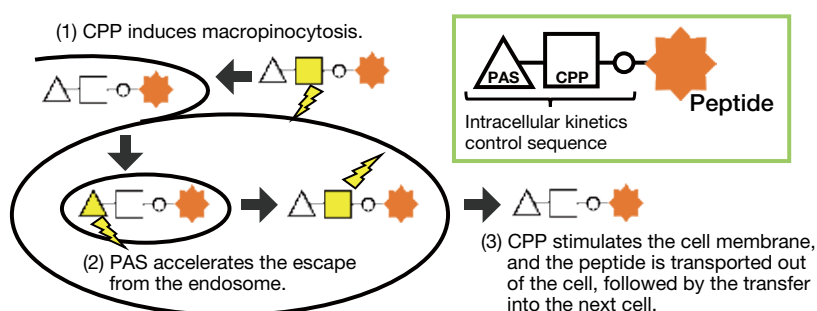 (1) CPP induces macropinocytosis.
PAS
CPP
Peptide
Intracellular kinetics
control sequence
(2) PAS accelerates the escape
from the endosome.
(3) CPP stimulates the cell membrane,
and the peptide is transported out
of the cell, followed by the transfer
into the next cell.